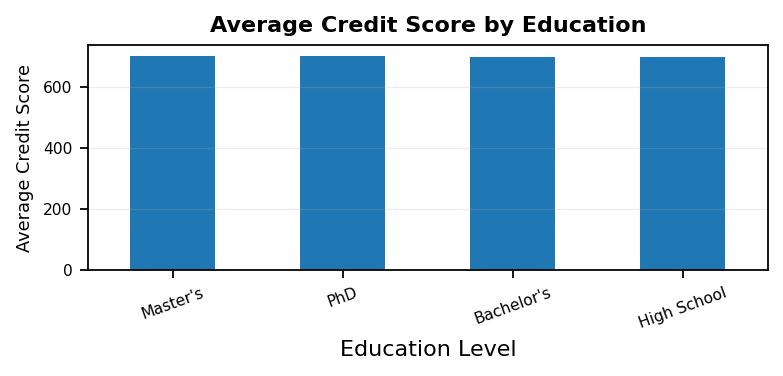 Average Credit Score by Education
Average Credit Score
600
400
200
0
Master's
PhD
Bachelor's
High School
Education Level